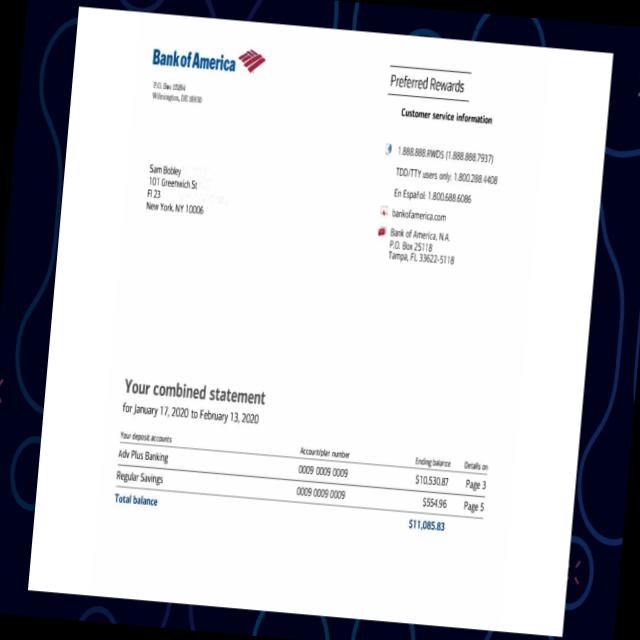 Bank of America
P.O. Box 15284
Wilmington, DE 19850
Preferred Rewards
Customer service information
1.888.888.RWDS (1.888.888.7937)
TDD/TTY users only: 1.800.288.4408
En Español: 1.800.688.6086
bankofamerica.com
Bank of America, N.A.
P.O. Box 25118
Tampa, FL 33622-5118
Sam Bobley
101 Greenwich St
Fl 23
New York, NY 10006
Your combined statement
for January 17, 2020 to February 13, 2020
Your deposit accounts Account/plan number Ending balance Details on
Adv Plus Banking 0009 0009 0009 $10,530.87 Page 3
Regular Savings 0009 0009 0009 $554.96 Page 5
Total balance $11,085.83